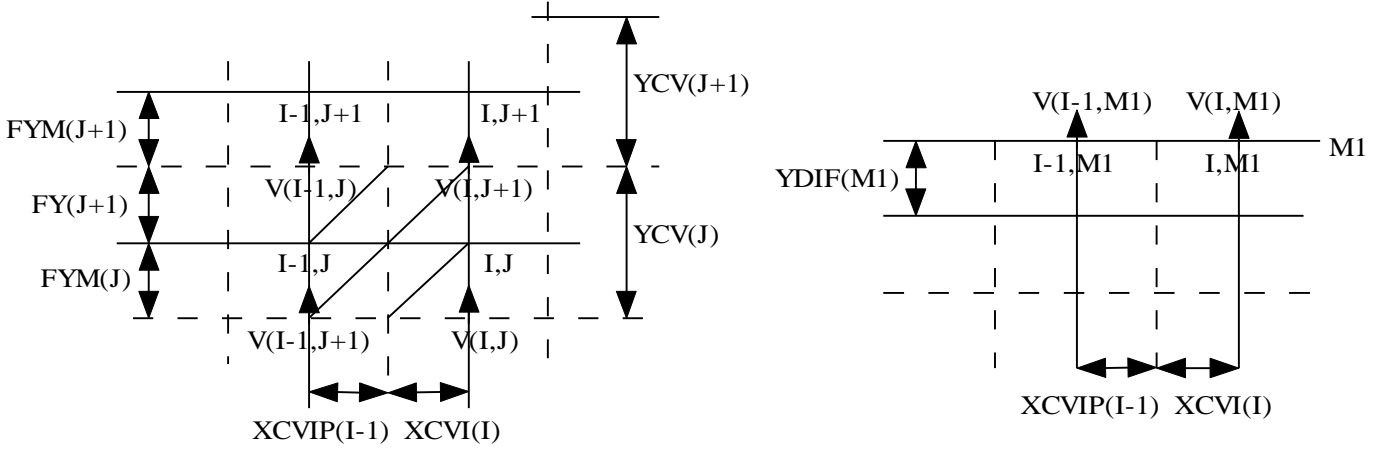 YCV(J+1)
I-1,J+1
I,J+1
FYM(J+1)
V(I-1,J)
V(I,J+1)
FY(J+1)
YCV(J)
I-1,J
I,J
FYM(J)
V(I-1,J+1)
V(I,J)
XCVIP(I-1)
XCVI(I)
V(I-1,M1)
V(I,M1)
M1
I-1,M1
I,M1
YDIF(M1)
XCVIP(I-1)
XCVI(I)